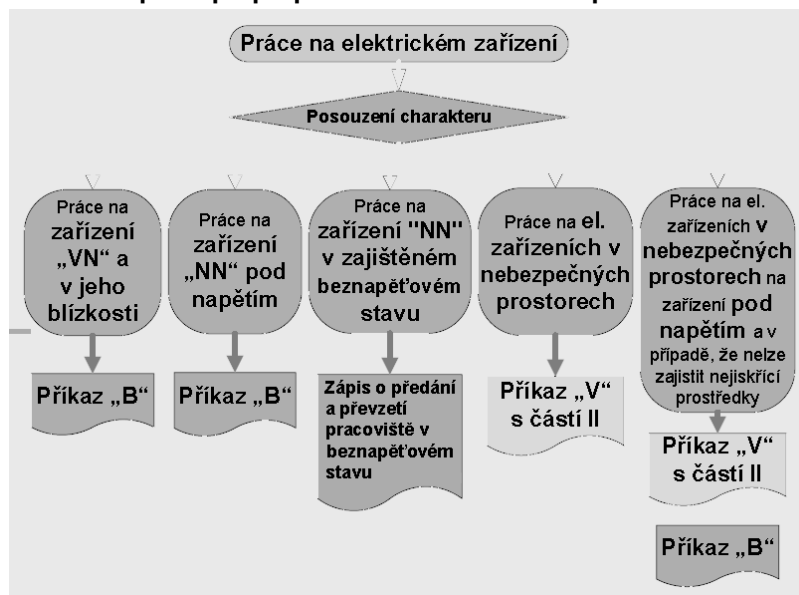 Práce na elektrickém zařízení
Posouzení charakteru
Práce na
zařízení
„VN“ a
v jeho
blízkosti
Příkaz „B“
Práce na
zařízení
„NN“ pod
napětím
Příkaz „B“
Práce na
zařízení "NN"
v zajištěném
beznapěťovém
stavu
Zápis o předání
a převzetí
pracoviště v
beznapěťovém
stavu
Práce na el.
zařízeních v
nebezpečných
prostorech
Příkaz „V“
s částí II
Práce na el.
zařízeních v
nebezpečných
prostorech na
zařízení pod
napětím a v
případě, že nelze
zajistit nejiskřící
prostředky
Příkaz „V“
s částí II
Příkaz „B“